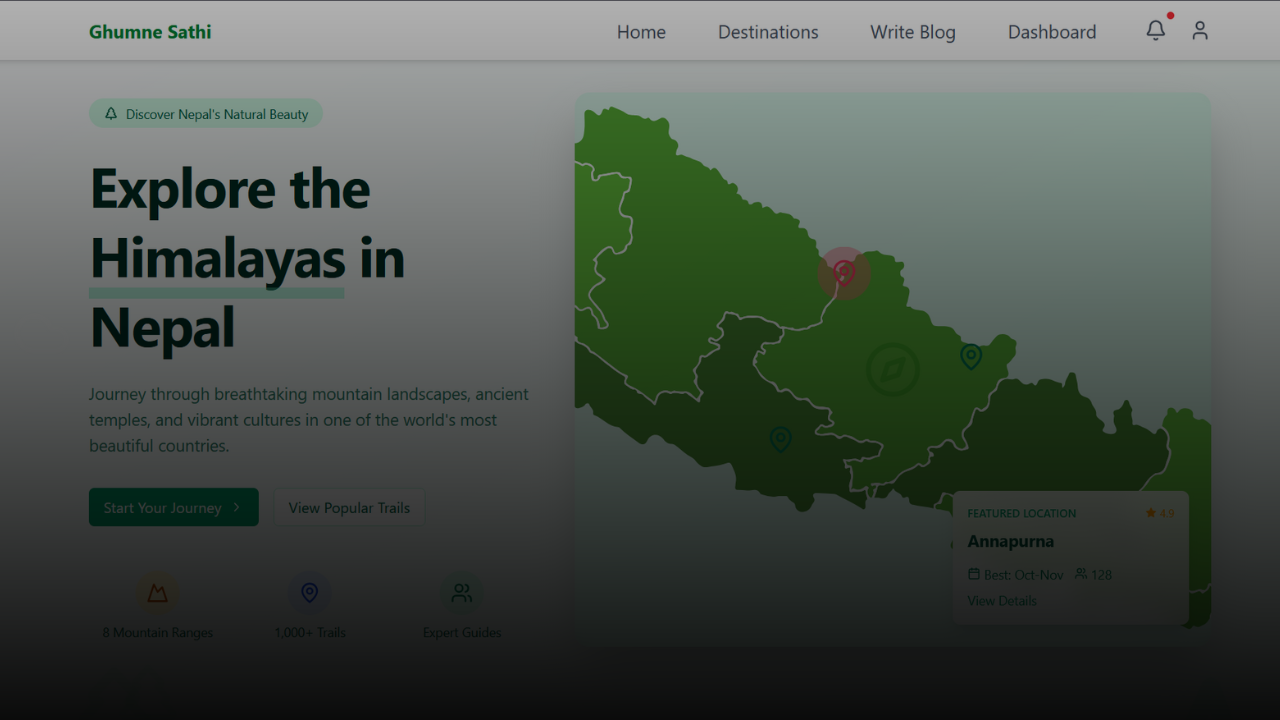 Ghumne Sathi
Home
Destinations
Write Blog
Dashboard
Discover Nepal's Natural Beauty
Explore the
Himalayas in
Nepal
Journey through breathtaking mountain landscapes, ancient
temples, and vibrant cultures in one of the world's most
beautiful countries.
Start Your Journey
View Popular Trails
8 Mountain Ranges
1,000+ Trails
Expert Guides
FEATURED LOCATION
4.9
Annapurna
Best: Oct-Nov
128
View Details